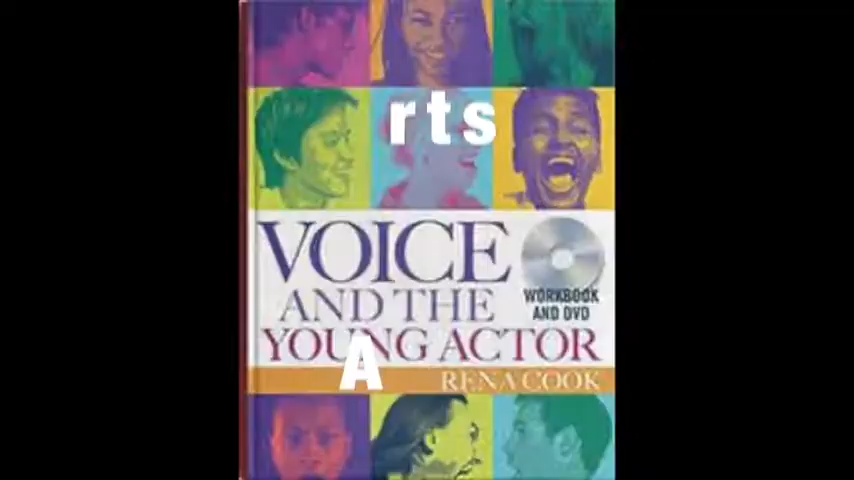 rts
VOICE
AND THE
YOUNG ACTOR
WORKBOOK
AND DVD
A
RENA COOK